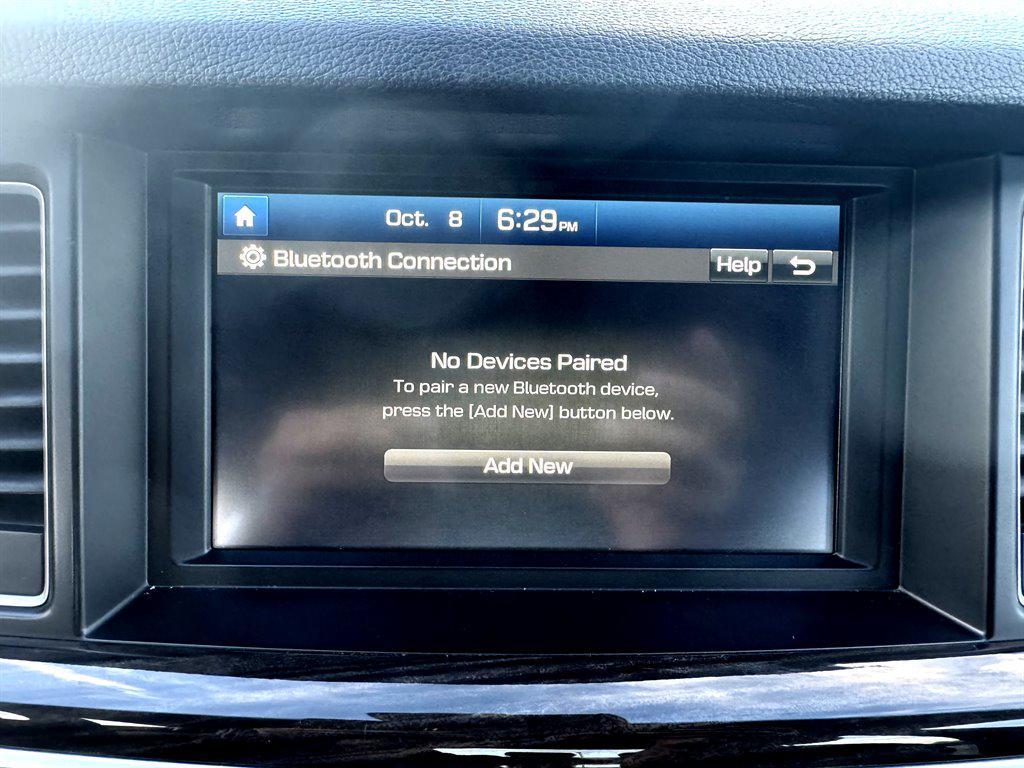 Oct. 8 6:29PM
Bluetooth Connection Help
No Devices Paired
To pair a new Bluetooth device,
press the [Add New] button below.
Add New